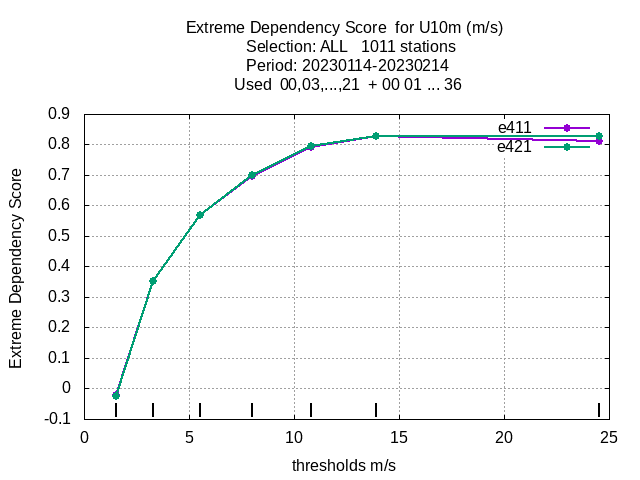 Extreme Dependency Score  for U10m (m/s)
Selection: ALL   1011 stations
Period: 20230114-20230214
Used  00,03,...,21  + 00 01 ... 36
Extreme Dependency Score
0.9
0.8
0.7
0.6
0.5
0.4
0.3
0.2
0.1
0
-0.1
e411
e421
0 5 10 15 20 25
thresholds m/s